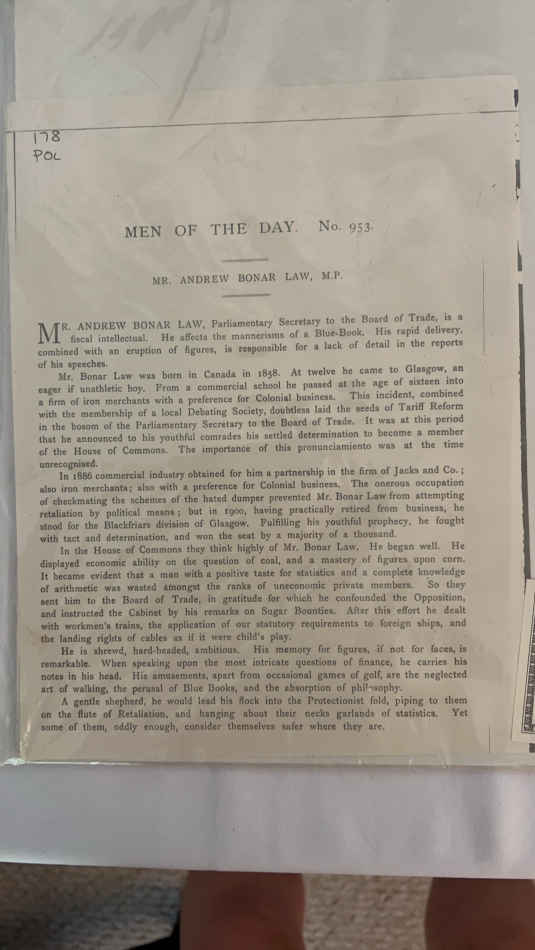 178
POL
MEN OF THE DAY. No. 953.
MR. ANDREW BONAR LAW, M.P.
MR. ANDREW BONAR LAW, Parliamentary Secretary to the Board of Trade, is a
fiscal intellectual. He affects the mannerisms of a Blue-Book. His rapid delivery,
combined with an eruption of figures, is responsible for a lack of detail in the reports
of his speeches.
Mr. Bonar Law was born in Canada in 1858. At twelve he came to Glasgow, an
eager if unathletic boy. From a commercial school he passed at the age of sixteen into
a firm of iron merchants with a preference for Colonial business. This incident, combined
with the membership of a local Debating Society, doubtless laid the seeds of Tariff Reform
in the bosom of the Parliamentary Secretary to the Board of Trade. It was at this period
that he announced to his youthful comrades his settled determination to become a member
of the House of Commons. The importance of this pronunciamiento was at the time
unrecognised.
In 1886 commercial industry obtained for him a partnership in the firm of Jacks and Co.;
also iron merchants; also with a preference for Colonial business. The onerous occupation
of checkmating the schemes of the hated dumper prevented Mr. Bonar Law from attempting
retaliation by political means; but in 1900, having practically retired from business, he
stood for the Blackfriars division of Glasgow. Fulfilling his youthful prophecy, he fought
with tact and determination, and won the seat by a majority of a thousand.
In the House of Commons they think highly of Mr. Bonar Law. He began well. He
displayed economic ability on the question of coal, and a mastery of figures upon corn.
It became evident that a man with a positive taste for statistics and a complete knowledge
of arithmetic was wasted amongst the ranks of uneconomic private members. So they
sent him to the Board of Trade, in gratitude for which he confounded the Opposition,
and instructed the Cabinet by his remarks on Sugar Bounties. After this effort he dealt
with workmen's trains, the application of our statutory requirements to foreign ships, and
the landing rights of cables as if it were child's play.
He is shrewd, hard-headed, ambitious. His memory for figures, if not for faces, is
remarkable. When speaking upon the most intricate questions of finance, he carries his
notes in his head. His amusements, apart from occasional games of golf, are the neglected
art of walking, the perusal of Blue Books, and the absorption of philosophy.
A gentle shepherd, he would lead his flock into the Protectionist fold, piping to them
on the flute of Retaliation, and hanging about their necks garlands of statistics. Yet
some of them, oddly enough, consider themselves safer where they are.